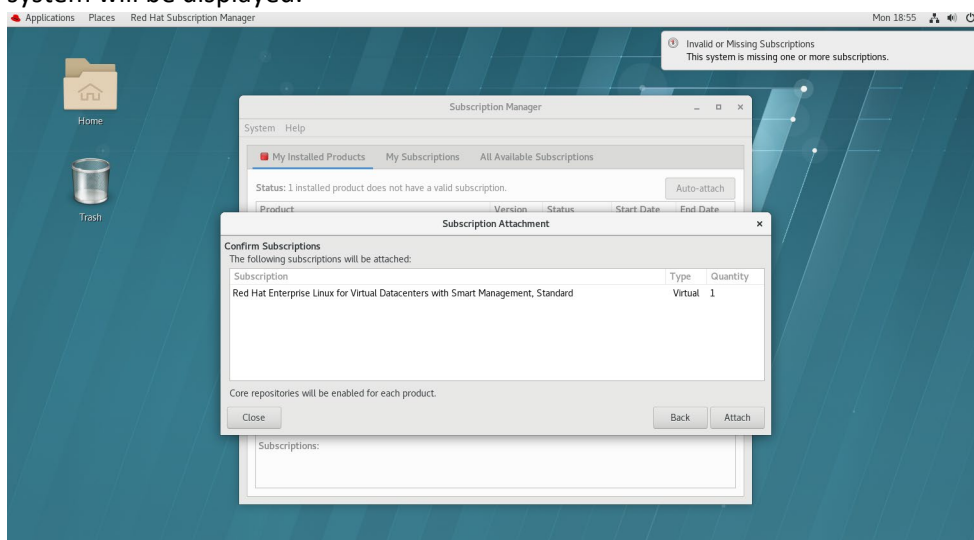 system will be displayed.
Applications Places Red Hat Subscription Manager Mon 18:55
Invalid or Missing Subscriptions
This system is missing one or more subscriptions.
Home
Trash
Subscription Manager
System Help
My Installed Products My Subscriptions All Available Subscriptions
Status: 1 installed product does not have a valid subscription. Auto-attach
Product Version Status Start Date End Date
Subscription Attachment
Confirm Subscriptions
The following subscriptions will be attached:
Subscription Type Quantity
Red Hat Enterprise Linux for Virtual Datacenters with Smart Management, Standard Virtual 1
Core repositories will be enabled for each product.
Close Back Attach
Subscriptions: